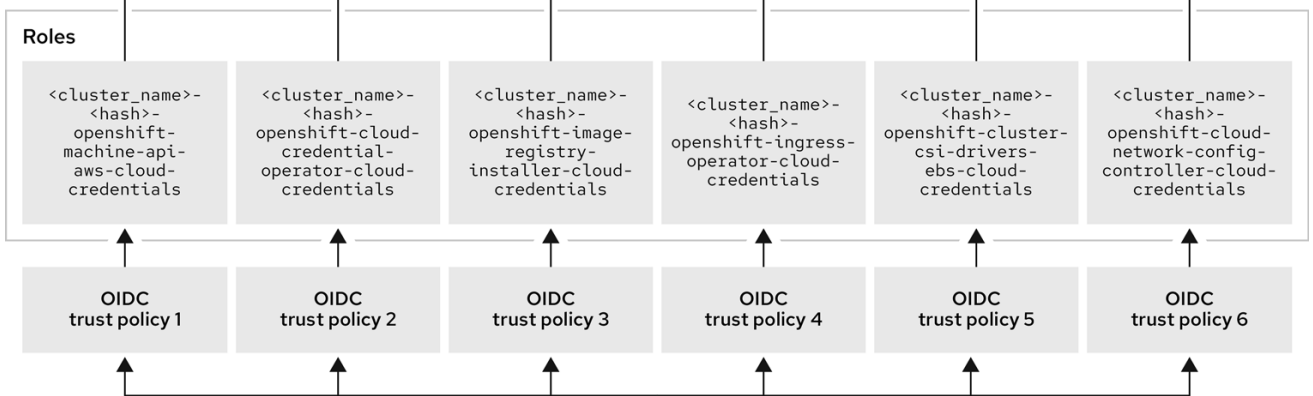 Roles
<cluster_name>-
<hash>-
openshift-
machine-api-
aws-cloud-
credentials
<cluster_name>-
<hash>-
openshift-cloud-
credential-
operator-cloud-
credentials
<cluster_name>-
<hash>-
openshift-image-
registry-
installer-cloud-
credentials
<cluster_name>-
<hash>-
openshift-ingress-
operator-cloud-
credentials
<cluster_name>-
<hash>-
openshift-cluster-
csi-drivers-
ebs-cloud-
credentials
<cluster_name>-
<hash>-
openshift-cloud-
network-config-
controller-cloud-
credentials
OIDC
trust policy 1
OIDC
trust policy 2
OIDC
trust policy 3
OIDC
trust policy 4
OIDC
trust policy 5
OIDC
trust policy 6